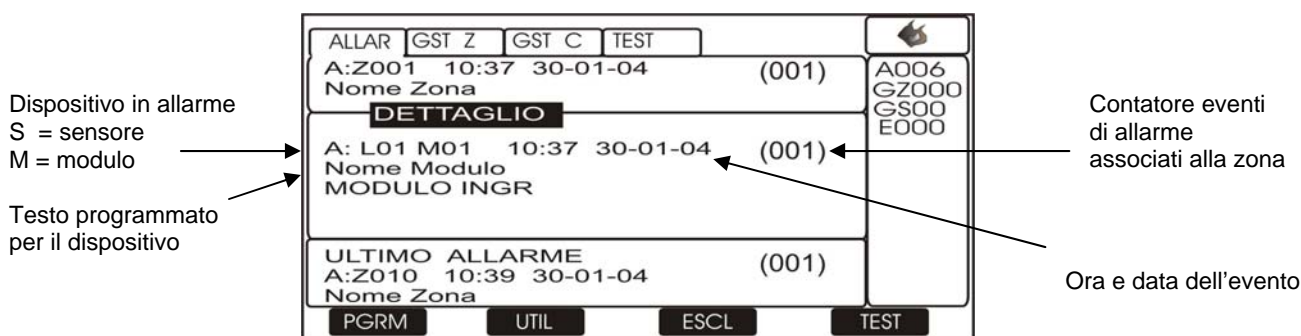 Dispositivo in allarme
S = sensore
M = modulo
Testo programmato
per il dispositivo
ALLAR GST Z GST C TEST
A:Z001 10:37 30-01-04 (001)
Nome Zona
DETTAGLIO
A: L01 M01 10:37 30-01-04 (001)
Nome Modulo
MODULO INGR
ULTIMO ALLARME
A:Z010 10:39 30-01-04 (001)
Nome Zona
PGRM UTIL ESCL TEST
A006
GZ000
GS00
E000
Contatore eventi
di allarme
associati alla zona
Ora e data dell’evento